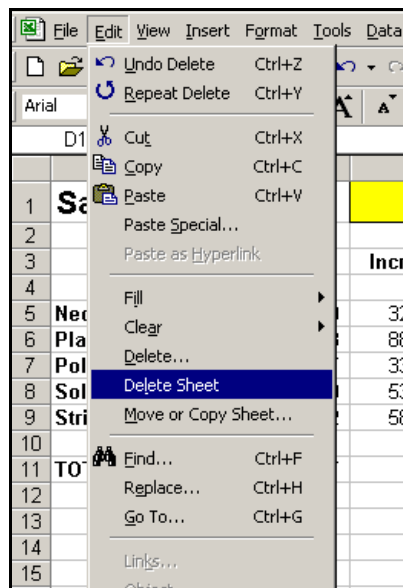 File Edit View Insert Format Tools Data
Undo Delete Ctrl+Z
Repeat Delete Ctrl+Y
Arial
D1
Cut Ctrl+X
Copy Ctrl+C
Paste Ctrl+V
Paste Special...
Paste as Hyperlink
Fill
Clear
Delete...
Delete Sheet
Move or Copy Sheet...
Find... Ctrl+F
Replace... Ctrl+H
Go To... Ctrl+G
Links...
Object...
1 Sa
2
3 Incr
4
5 Nec 32
6 Pla 88
7 Pol 33
8 Sol 53
9 Stri 58
10
11 TOT
12
13
14
15